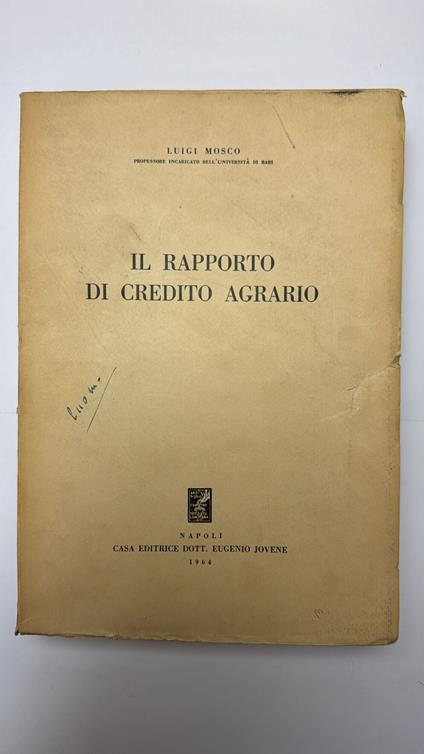 LUIGI MOSCO
PROFESSORE INCARICATO DELL'UNIVERSITÀ DI BARI
IL RAPPORTO
DI CREDITO AGRARIO
NAPOLI
CASA EDITRICE DOTT. EUGENIO JOVENE
1964